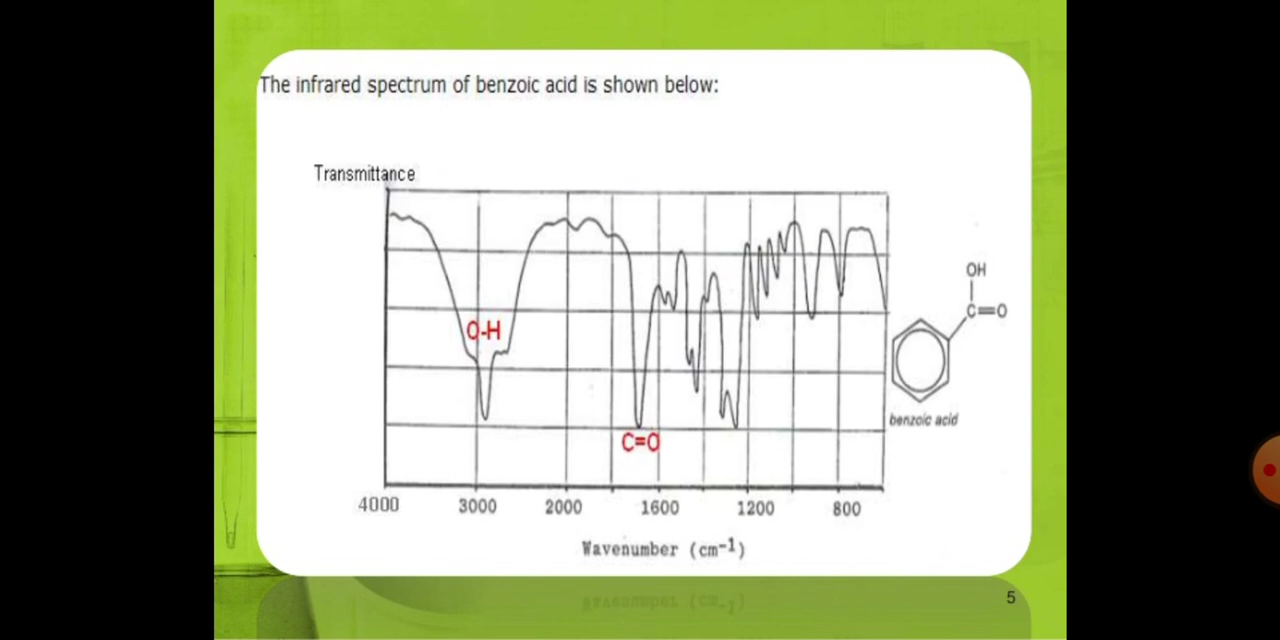 The infrared spectrum of benzoic acid is shown below:
Transmittance
O-H
C=O
OH
C=O
benzoic acid
4000 3000 2000 1600 1200 800
Wavenumber (cm-1)
5